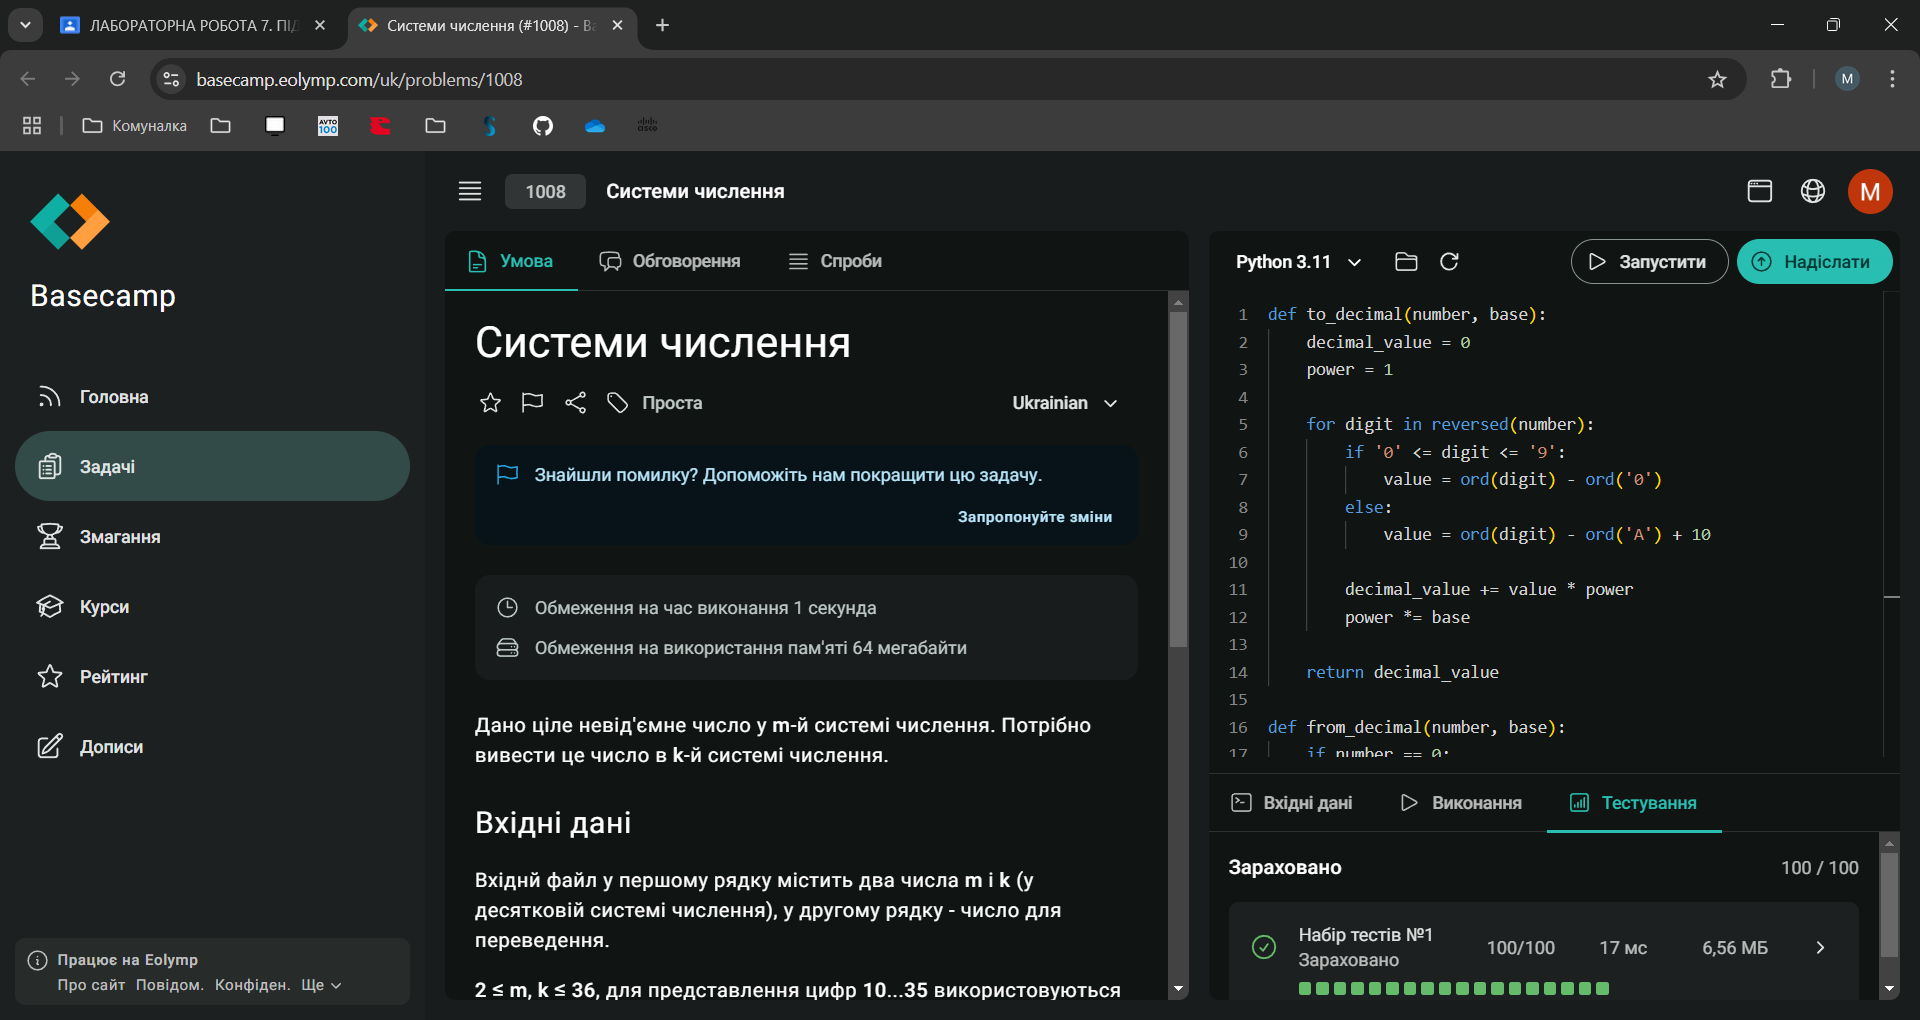 ЛАБОРАТОРНА РОБОТА 7. ПІД
Системи числення (#1008) - Ba
basecamp.eolymp.com/uk/problems/1008
M
Комуналка
AVTO 100
cisco
Basecamp
Головна
Задачі
Змагання
Курси
Рейтинг
Дописи
Працює на Eolymp
Про сайт Повідом. Конфіден. Ще
1008 Системи числення
M
Умова Обговорення Спроби
Системи числення
Проста
Ukrainian
Знайшли помилку? Допоможіть нам покращити цю задачу.
Запропонуйте зміни
Обмеження на час виконання 1 секунда
Обмеження на використання пам'яті 64 мегабайти
Дано ціле невід'ємне число у m-й системі числення. Потрібно
вивести це число в k-й системі числення.
Вхідні дані
Вхіднй файл у першому рядку містить два числа m і k (у
десятковій системі числення), у другому рядку - число для
переведення.
2 ≤ m, k ≤ 36, для представлення цифр 10...35 використовуються
Python 3.11
Запустити
Надіслати
1 def to_decimal(number, base):
2 decimal_value = 0
3 power = 1
4
5 for digit in reversed(number):
6 if '0' <= digit <= '9':
7 value = ord(digit) - ord('0')
8 else:
9 value = ord(digit) - ord('A') + 10
10
11 decimal_value += value * power
12 power *= base
13
14 return decimal_value
15
16 def from_decimal(number, base):
17 if number == 0:
Вхідні дані Виконання Тестування
Зараховано 100 / 100
Набір тестів №1
Зараховано
100/100 17 мс 6,56 МБ